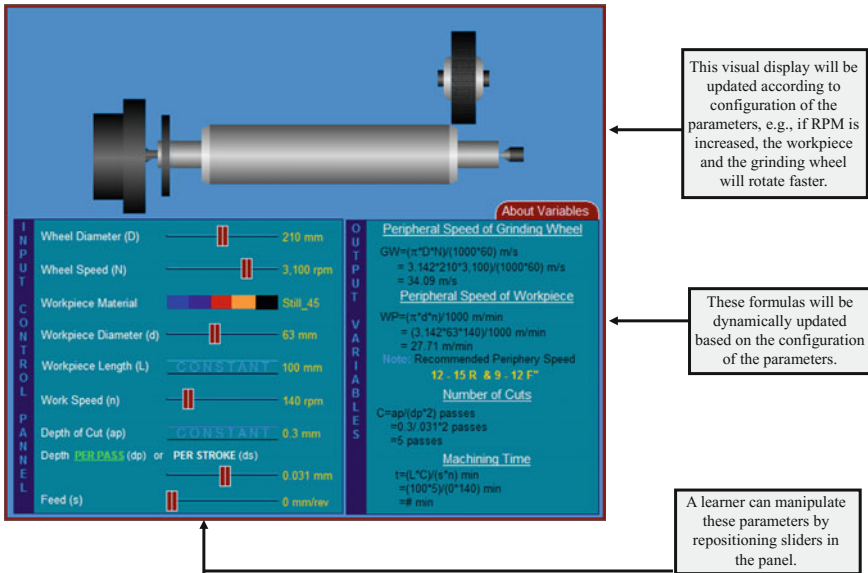 This visual display will be
updated according to
configuration of the
parameters, e.g., if RPM is
increased, the workpiece
and the grinding wheel
will rotate faster.
About Variables
INPUT CONTROL PANNEL
Wheel Diameter (D) 210 mm
Wheel Speed (N) 3,100 rpm
Workpiece Material Still_45
Workpiece Diameter (d) 63 mm
Workpiece Length (L) CONSTANT 100 mm
Work Speed (n) 140 rpm
Depth of Cut (ap) CONSTANT 0.3 mm
Depth PER PASS (dp) or PER STROKE (ds)
0.031 mm
Feed (s) 0 mm/rev
OUTPUT VARIABLES
Peripheral Speed of Grinding Wheel
GW=(π*D*N)/(1000*60) m/s
= 3.142*210*3,100)/(1000*60) m/s
= 34.09 m/s
Peripheral Speed of Workpiece
WP=(π*d*n)/1000 m/min
= (3.142*63*140)/1000 m/min
= 27.71 m/min
Note: Recommended Periphery Speed
12 - 15 R & 9 - 12 F"
Number of Cuts
C=ap/(dp*2) passes
=0.3/.031*2 passes
=5 passes
Machining Time
t=(L*C)/(s*n) min
=(100*5)/(0*140) min
=# min
These formulas will be
dynamically updated
based on the configuration
of the parameters.
A learner can manipulate
these parameters by
repositioning sliders in
the panel.